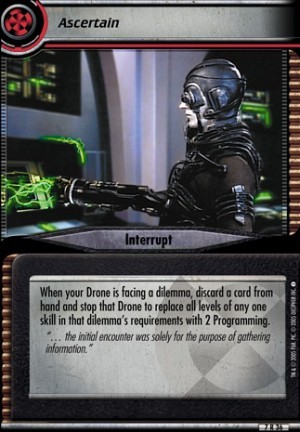 Ascertain
Interrupt
When your Drone is facing a dilemma, discard a card from
hand and stop that Drone to replace all levels of any one
skill in that dilemma's requirements with 2 Programming.
"... the initial encounter was solely for the purpose of gathering
information."
7 R 36